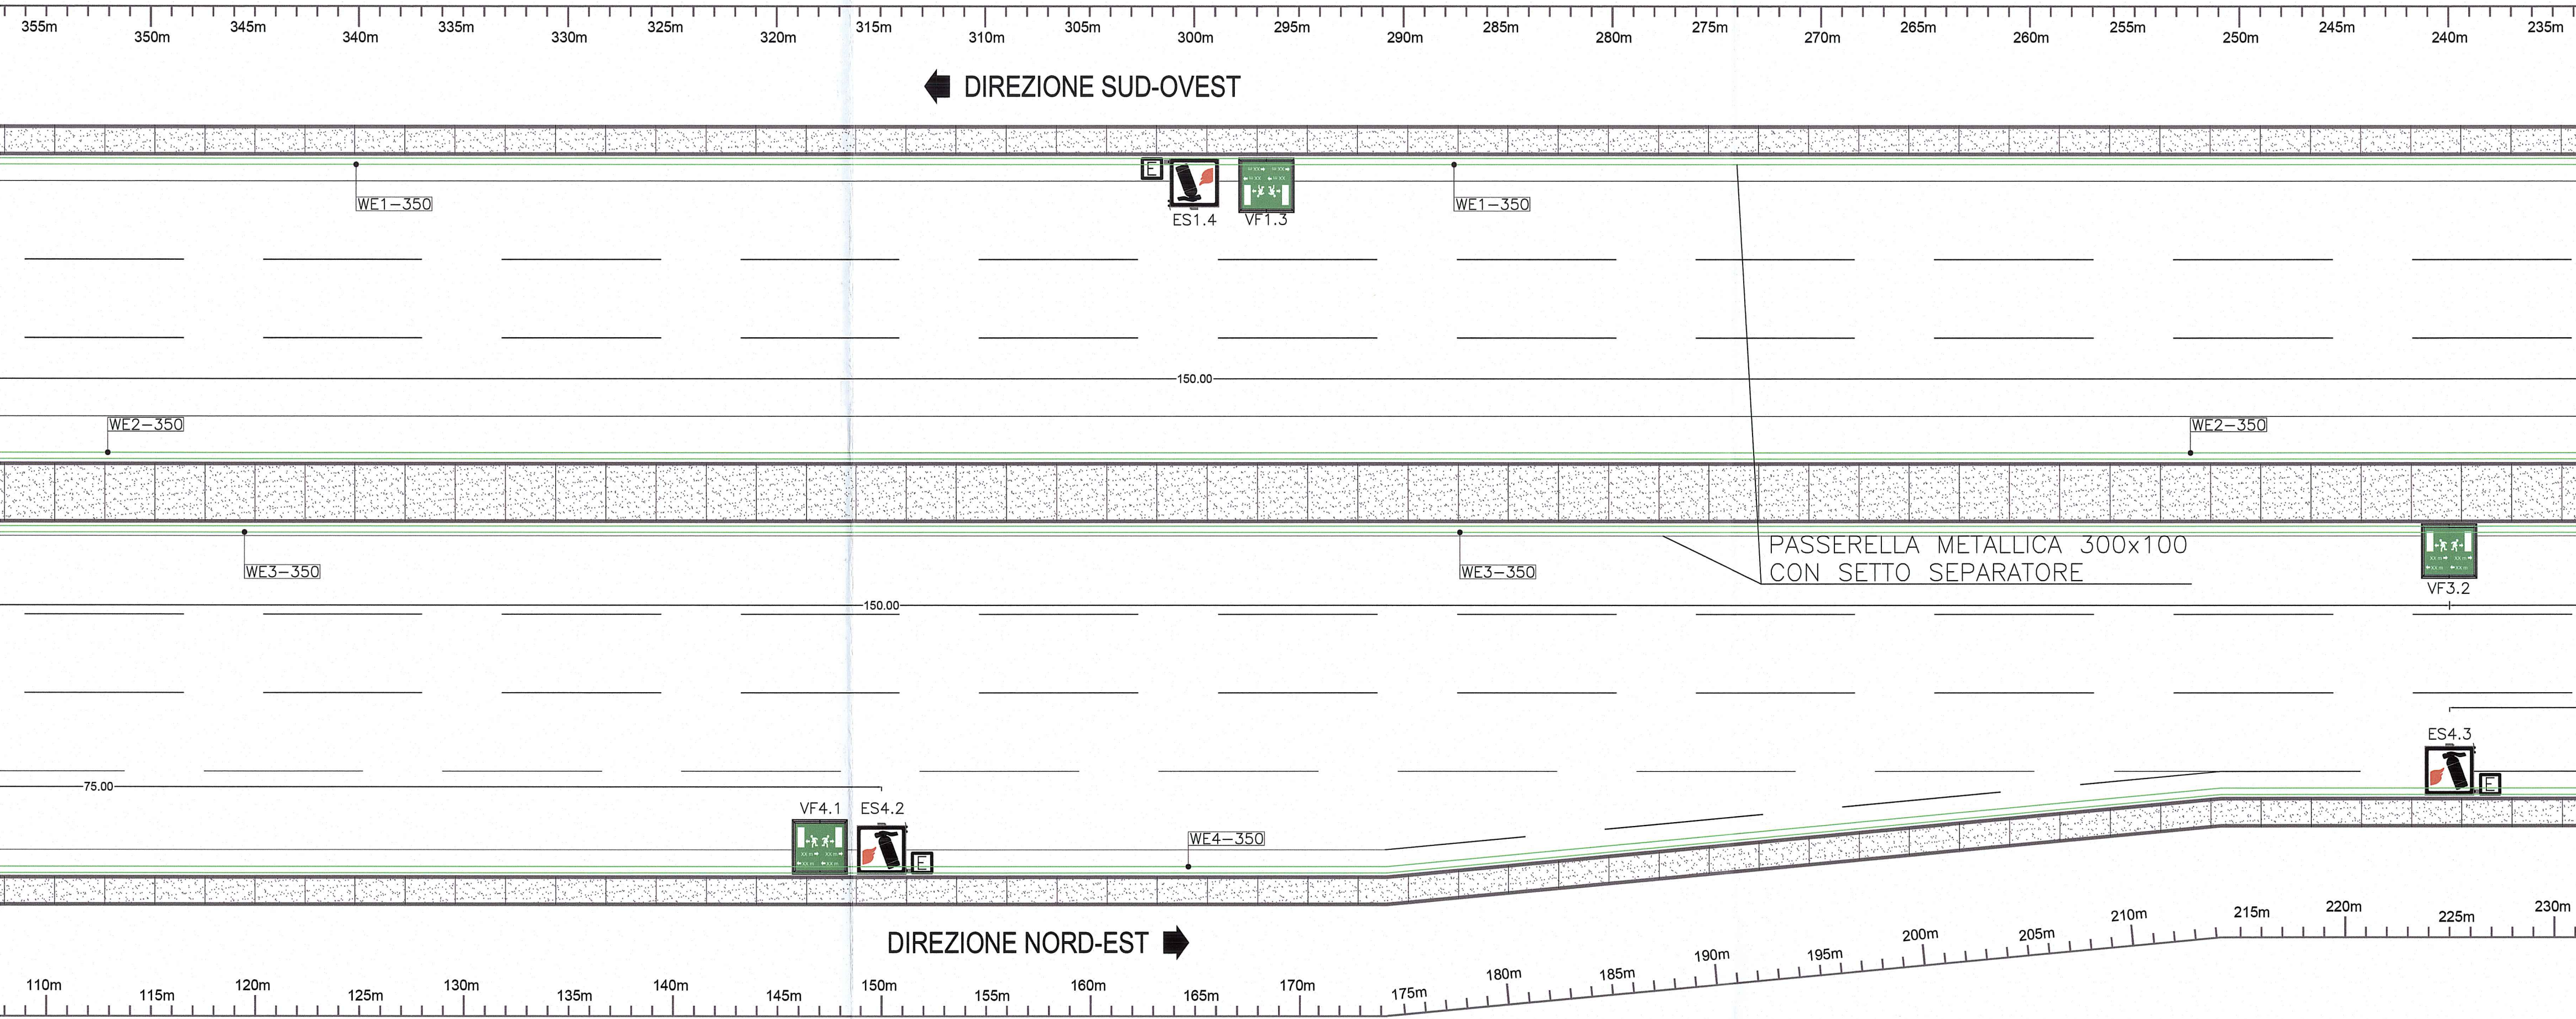 355m 350m 345m 340m 335m 330m 325m 320m 315m 310m 305m 300m 295m 290m 285m 280m 275m 270m 265m 260m 255m 250m 245m 240m 235m
DIREZIONE SUD-OVEST
E
WE1-350
ES1.4
VF1.3
WE1-350
150.00
WE2-350
WE2-350
WE3-350
WE3-350
PASSERELLA METALLICA 300x100
CON SETTO SEPARATORE
VF3.2
150.00
ES4.3
E
75.00
VF4.1
ES4.2
E
WE4-350
DIREZIONE NORD-EST
110m 115m 120m 125m 130m 135m 140m 145m 150m 155m 160m 165m 170m 175m 180m 185m 190m 195m 200m 205m 210m 215m 220m 225m 230m